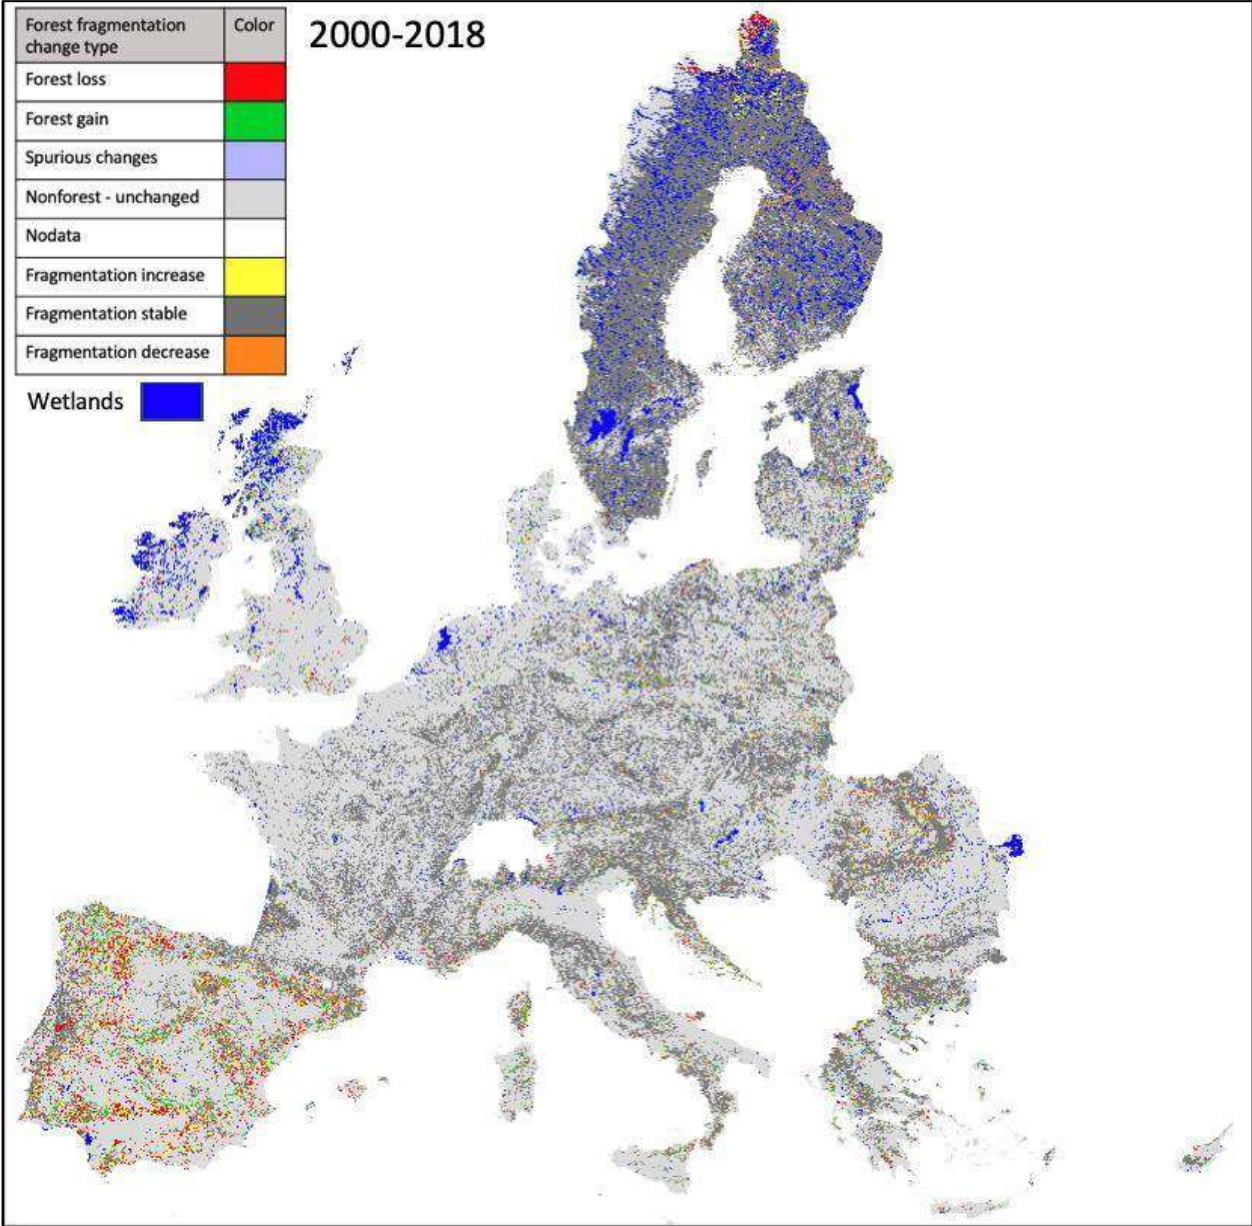 Forest fragmentation
change type
Color
2000-2018
Forest loss
Forest gain
Spurious changes
Nonforest - unchanged
Nodata
Fragmentation increase
Fragmentation stable
Fragmentation decrease
Wetlands